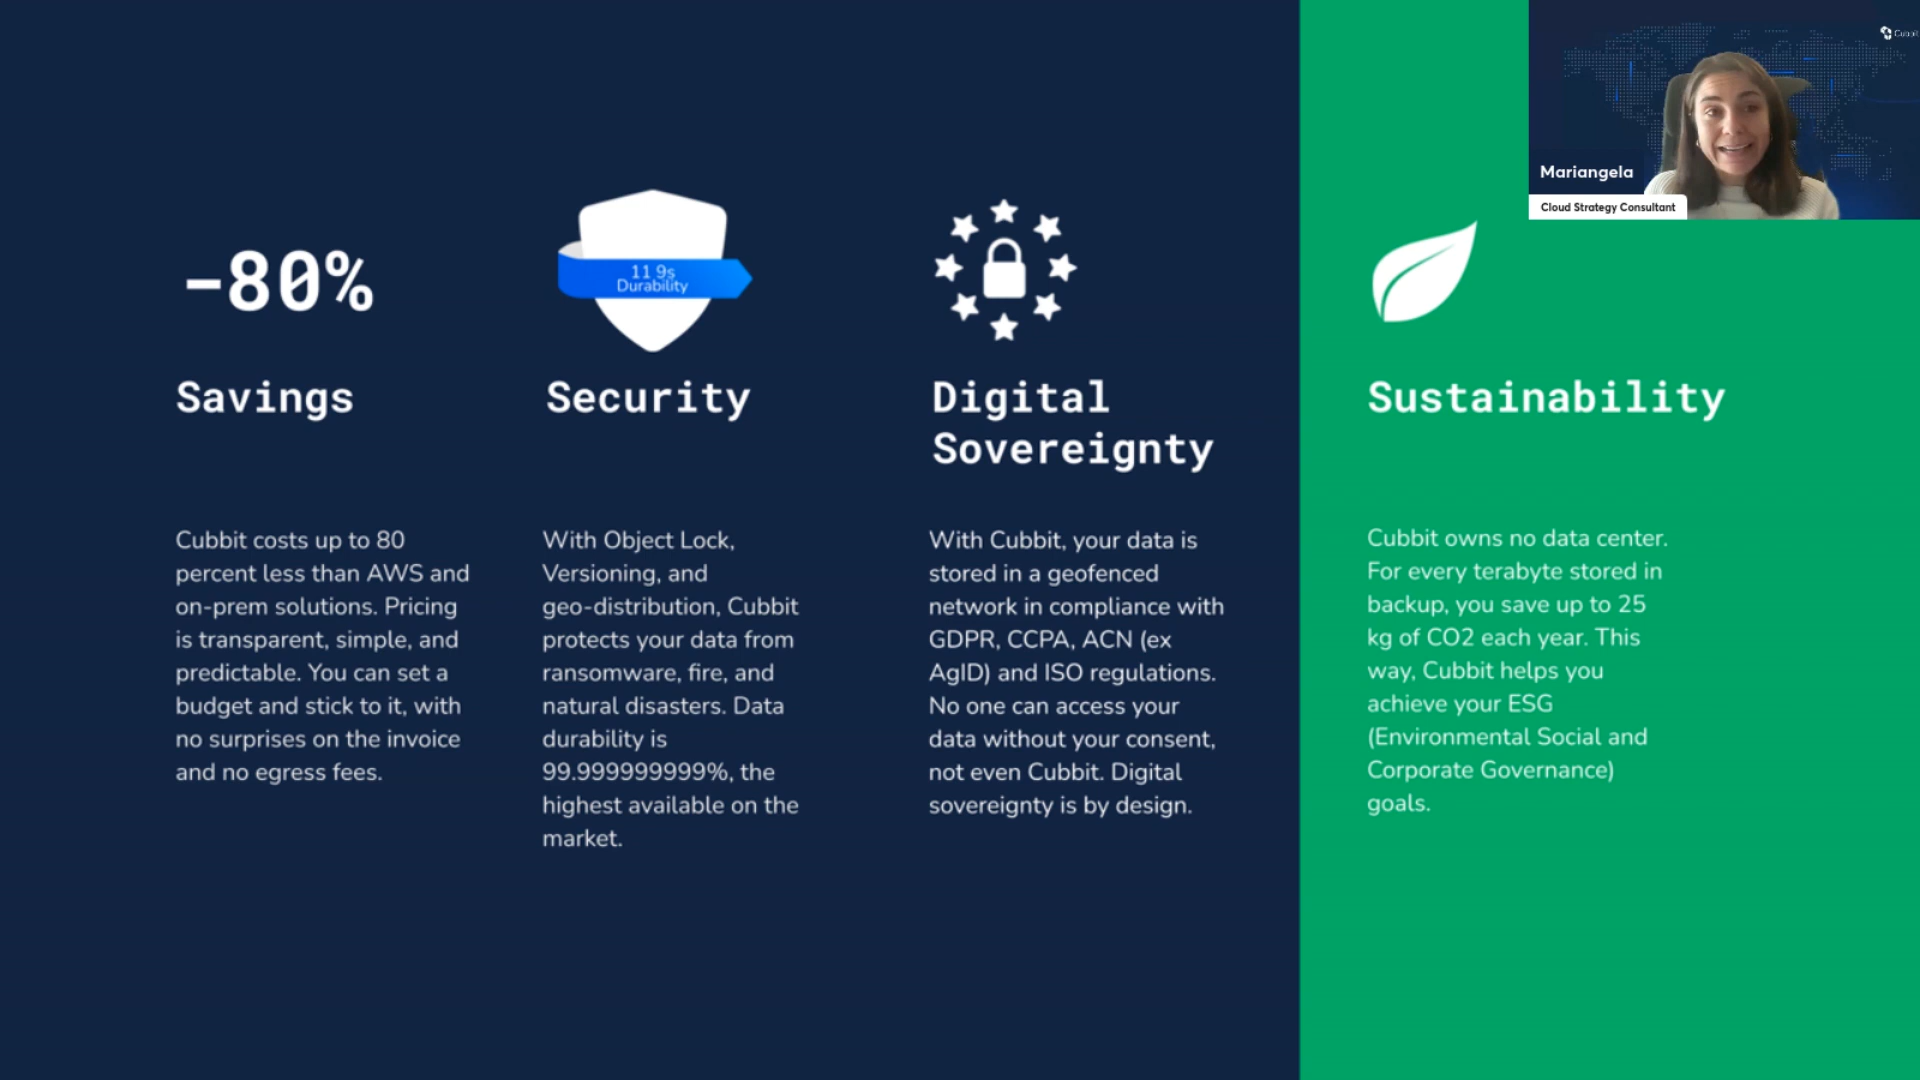 -80%
Savings
Cubbit costs up to 80
percent less than AWS and
on-prem solutions. Pricing
is transparent, simple, and
predictable. You can set a
budget and stick to it, with
no surprises on the invoice
and no egress fees.
11 9s
Durability
Security
With Object Lock,
Versioning, and
geo-distribution, Cubbit
protects your data from
ransomware, fire, and
natural disasters. Data
durability is
99.999999999%, the
highest available on the
market.
Digital
Sovereignty
With Cubbit, your data is
stored in a geofenced
network in compliance with
GDPR, CCPA, ACN (ex
AgID) and ISO regulations.
No one can access your
data without your consent,
not even Cubbit. Digital
sovereignty is by design.
Sustainability
Cubbit owns no data center.
For every terabyte stored in
backup, you save up to 25
kg of CO2 each year. This
way, Cubbit helps you
achieve your ESG
(Environmental Social and
Corporate Governance)
goals.
Cubbit
Mariangela
Cloud Strategy Consultant